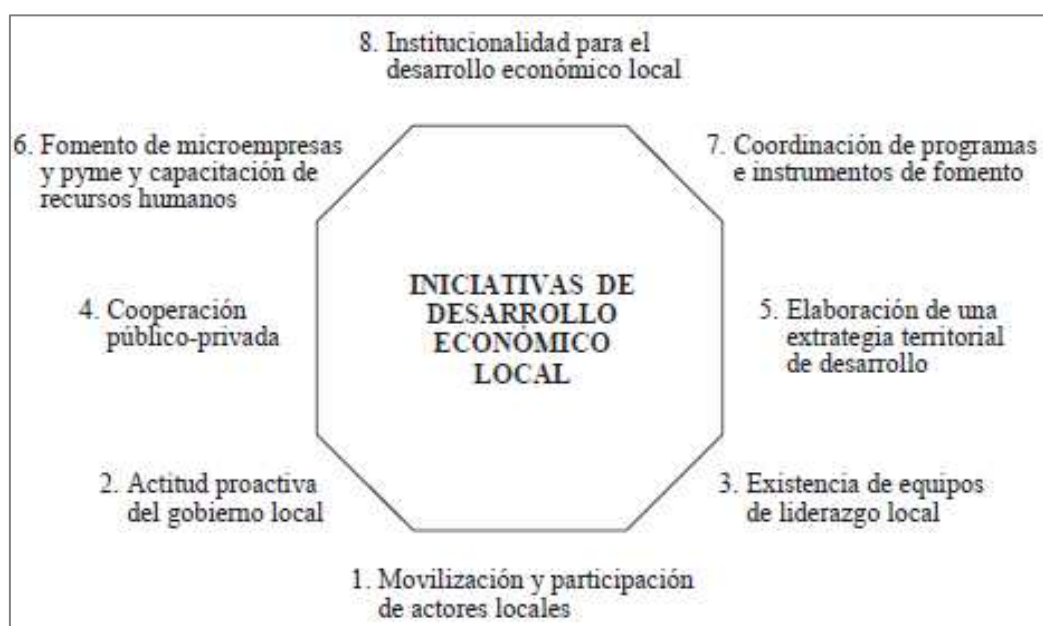 8. Institucionalidad para el
desarrollo económico local
6. Fomento de microempresas
y pyme y capacitación de
recursos humanos
7. Coordinación de programas
e instrumentos de fomento
4. Cooperación
público-privada
INICIATIVAS DE
DESARROLLO
ECONÓMICO
LOCAL
5. Elaboración de una
extrategia territorial
de desarrollo
2. Actitud proactiva
del gobierno local
3. Existencia de equipos
de liderazgo local
1. Movilización y participación
de actores locales